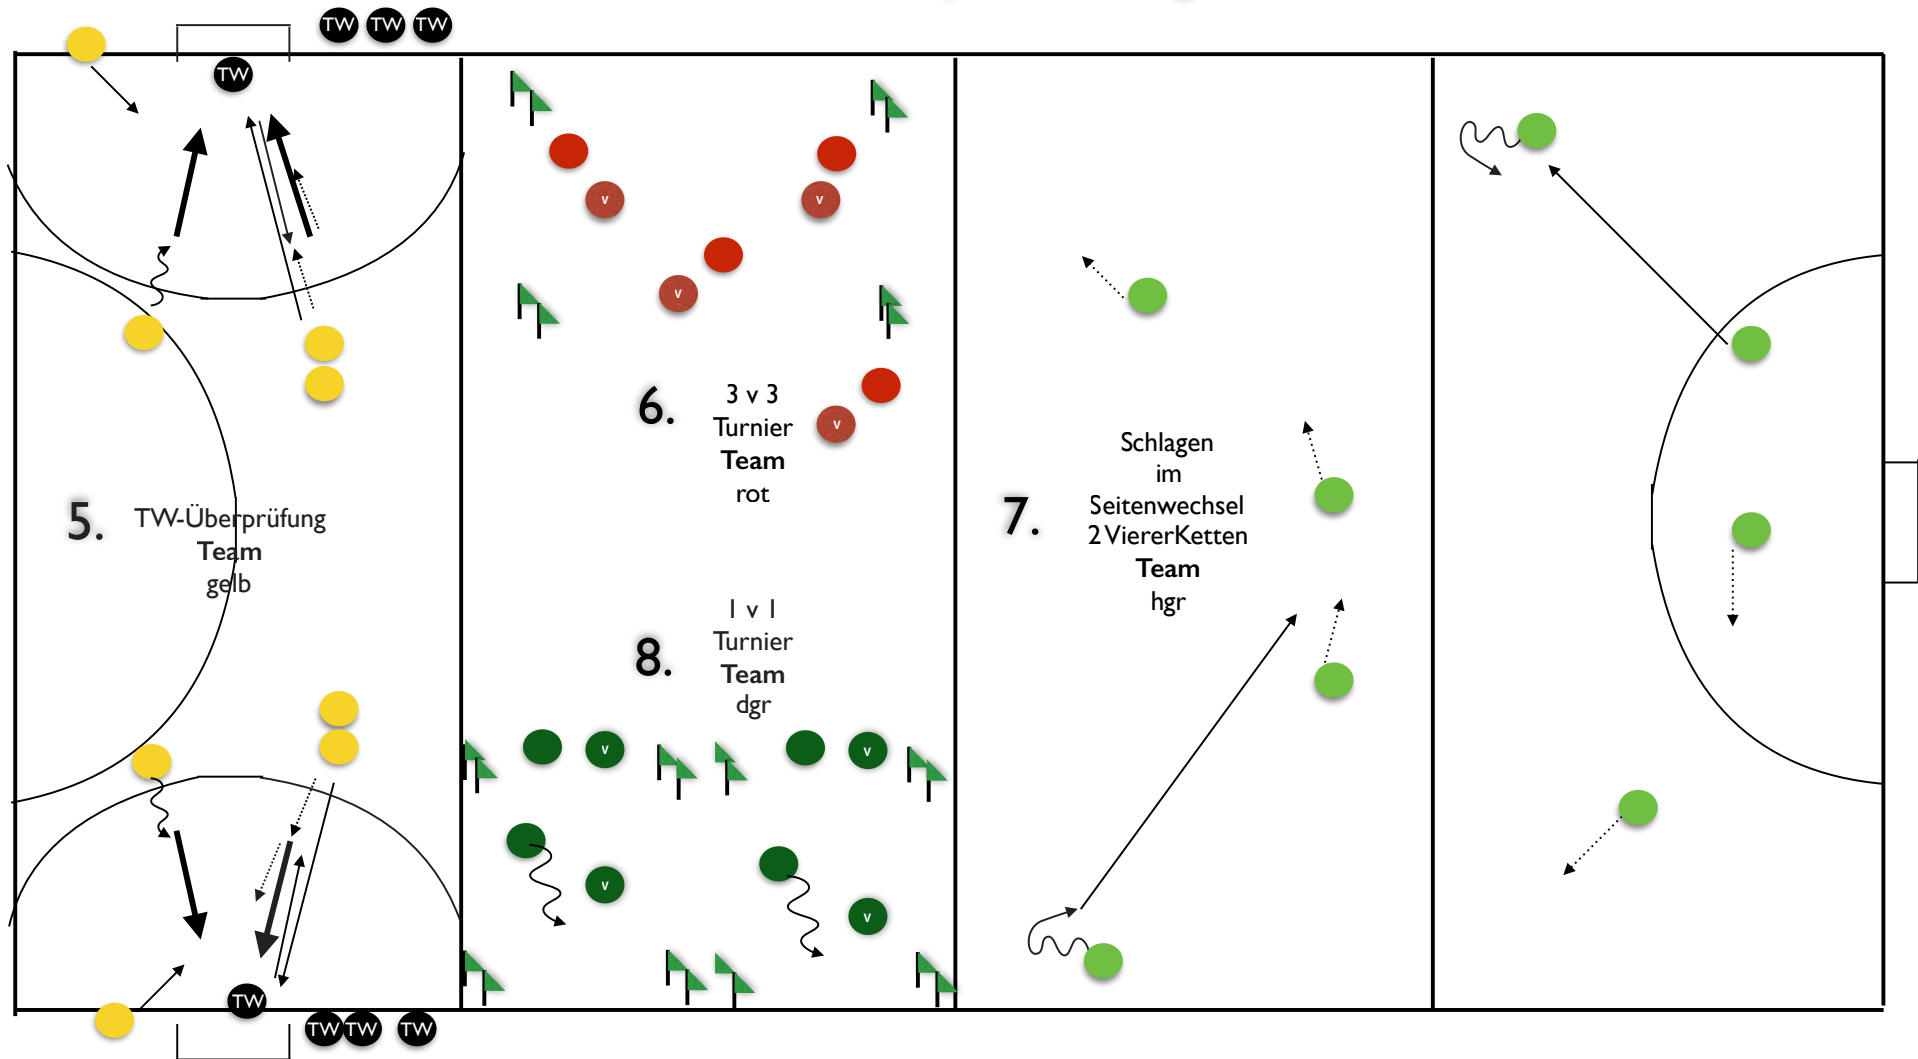 TW TW TW
TW
V V
V
6. 3 v 3
Turnier
Team
rot
V
5. TW-Überprüfung
Team
gelb
7. Schlagen
im
Seitenwechsel
2 ViererKetten
Team
hgr
8. 1 v 1
Turnier
Team
dgr
V V
V V
TW
TW TW TW